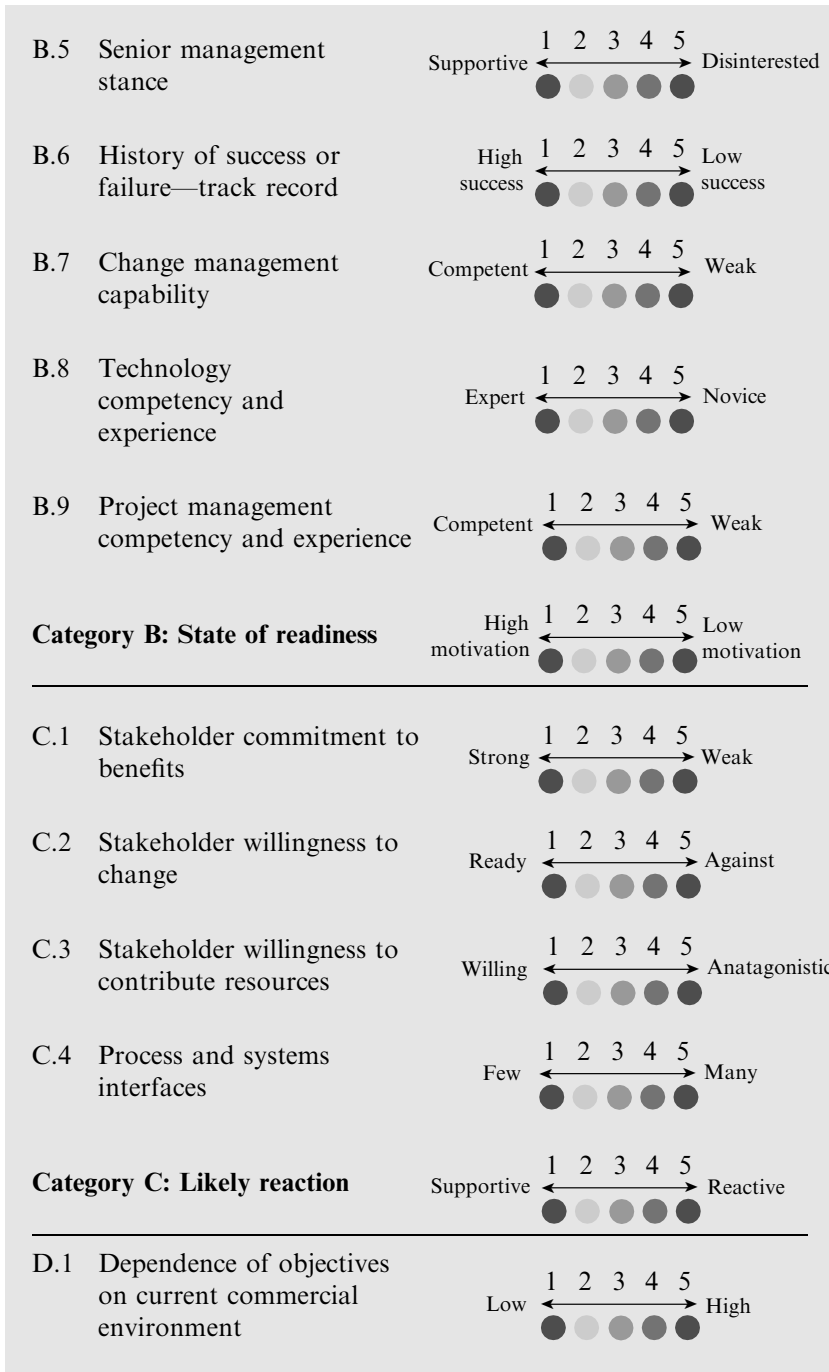 B.5 Senior management
stance
1 2 3 4 5
Supportive Disinterested
B.6 History of success or
failure—track record
1 2 3 4 5
High
success
Low
success
B.7 Change management
capability
1 2 3 4 5
Competent Weak
B.8 Technology
competency and
experience
1 2 3 4 5
Expert Novice
B.9 Project management
competency and experience
1 2 3 4 5
Competent Weak
Category B: State of readiness
1 2 3 4 5
High
motivation
Low
motivation
C.1 Stakeholder commitment to
benefits
1 2 3 4 5
Strong Weak
C.2 Stakeholder willingness to
change
1 2 3 4 5
Ready Against
C.3 Stakeholder willingness to
contribute resources
1 2 3 4 5
Willing Anatagonistic
C.4 Process and systems
interfaces
1 2 3 4 5
Few Many
Category C: Likely reaction
1 2 3 4 5
Supportive Reactive
D.1 Dependence of objectives
on current commercial
environment
1 2 3 4 5
Low High